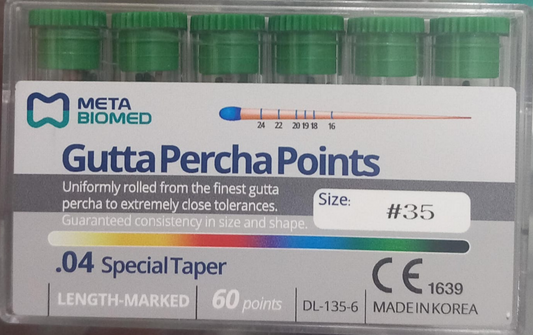 META
BIOMED
24 22 20 19 18 16
Gutta Percha Points
Uniformly rolled from the finest gutta
percha to extremely close tolerances.
Guaranteed consistency in size and shape.
Size: #35
.04 Special Taper
CE 1639
LENGTH-MARKED 60 points DL-135-6 MADE IN KOREA